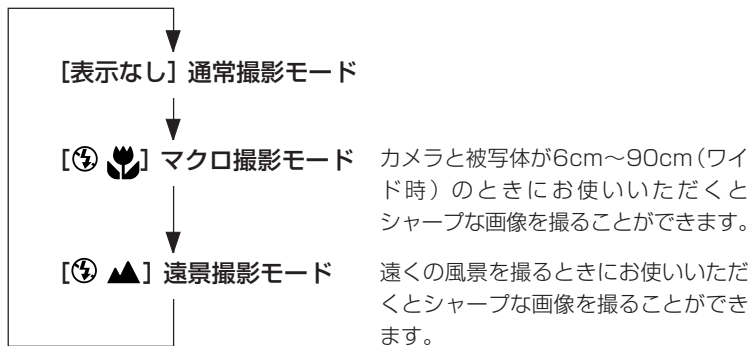 [表示なし] 通常撮影モード
[] マクロ撮影モード
カメラと被写体が6cm～90cm（ワイ
ド時）のときにお使いいただくと
シャープな画像を撮ることができます。
[] 遠景撮影モード
遠くの風景を撮るときにお使いいただ
くとシャープな画像を撮ることができ
ます。